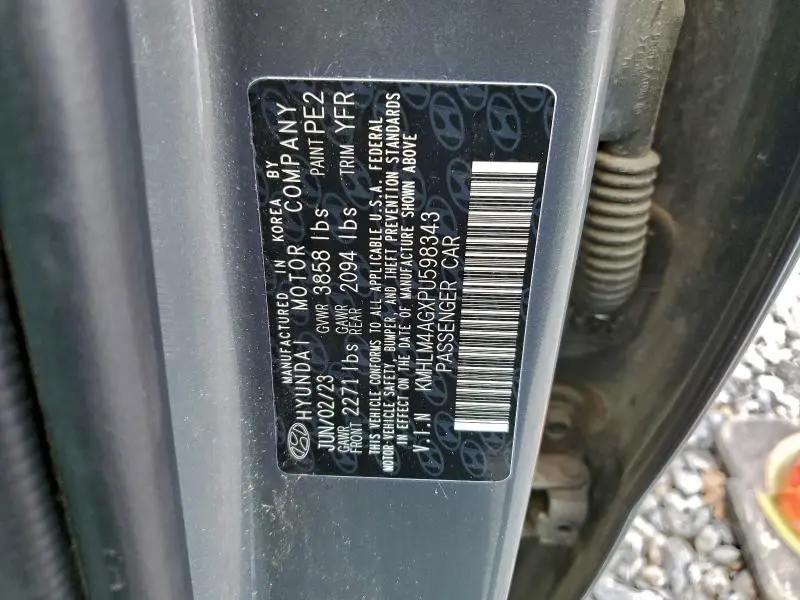 MANUFACTURED IN KOREA BY
HYUNDAI MOTOR COMPANY
JUN/02/23 GVWR 3858 lbs PAINT PE2
GAWR FRONT 2271 lbs GAWR REAR 2094 lbs TRIM YFR
THIS VEHICLE CONFORMS TO ALL APPLICABLE U.S.A. FEDERAL
MOTOR VEHICLE SAFETY, BUMPER, AND THEFT PREVENTION STANDARDS
IN EFFECT ON THE DATE OF MANUFACTURE SHOWN ABOVE
V.I.N KMHLM4AGXPU598343
PASSENGER CAR